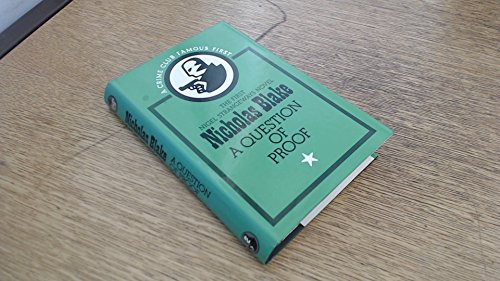 A CRIME CLUB FAMOUS FIRST
THE FIRST
NIGEL STRANGEWAYS NOVEL
Nicholas Blake
A QUESTION
OF
PROOF
Nicholas Blake A QUESTION
OF PROOF